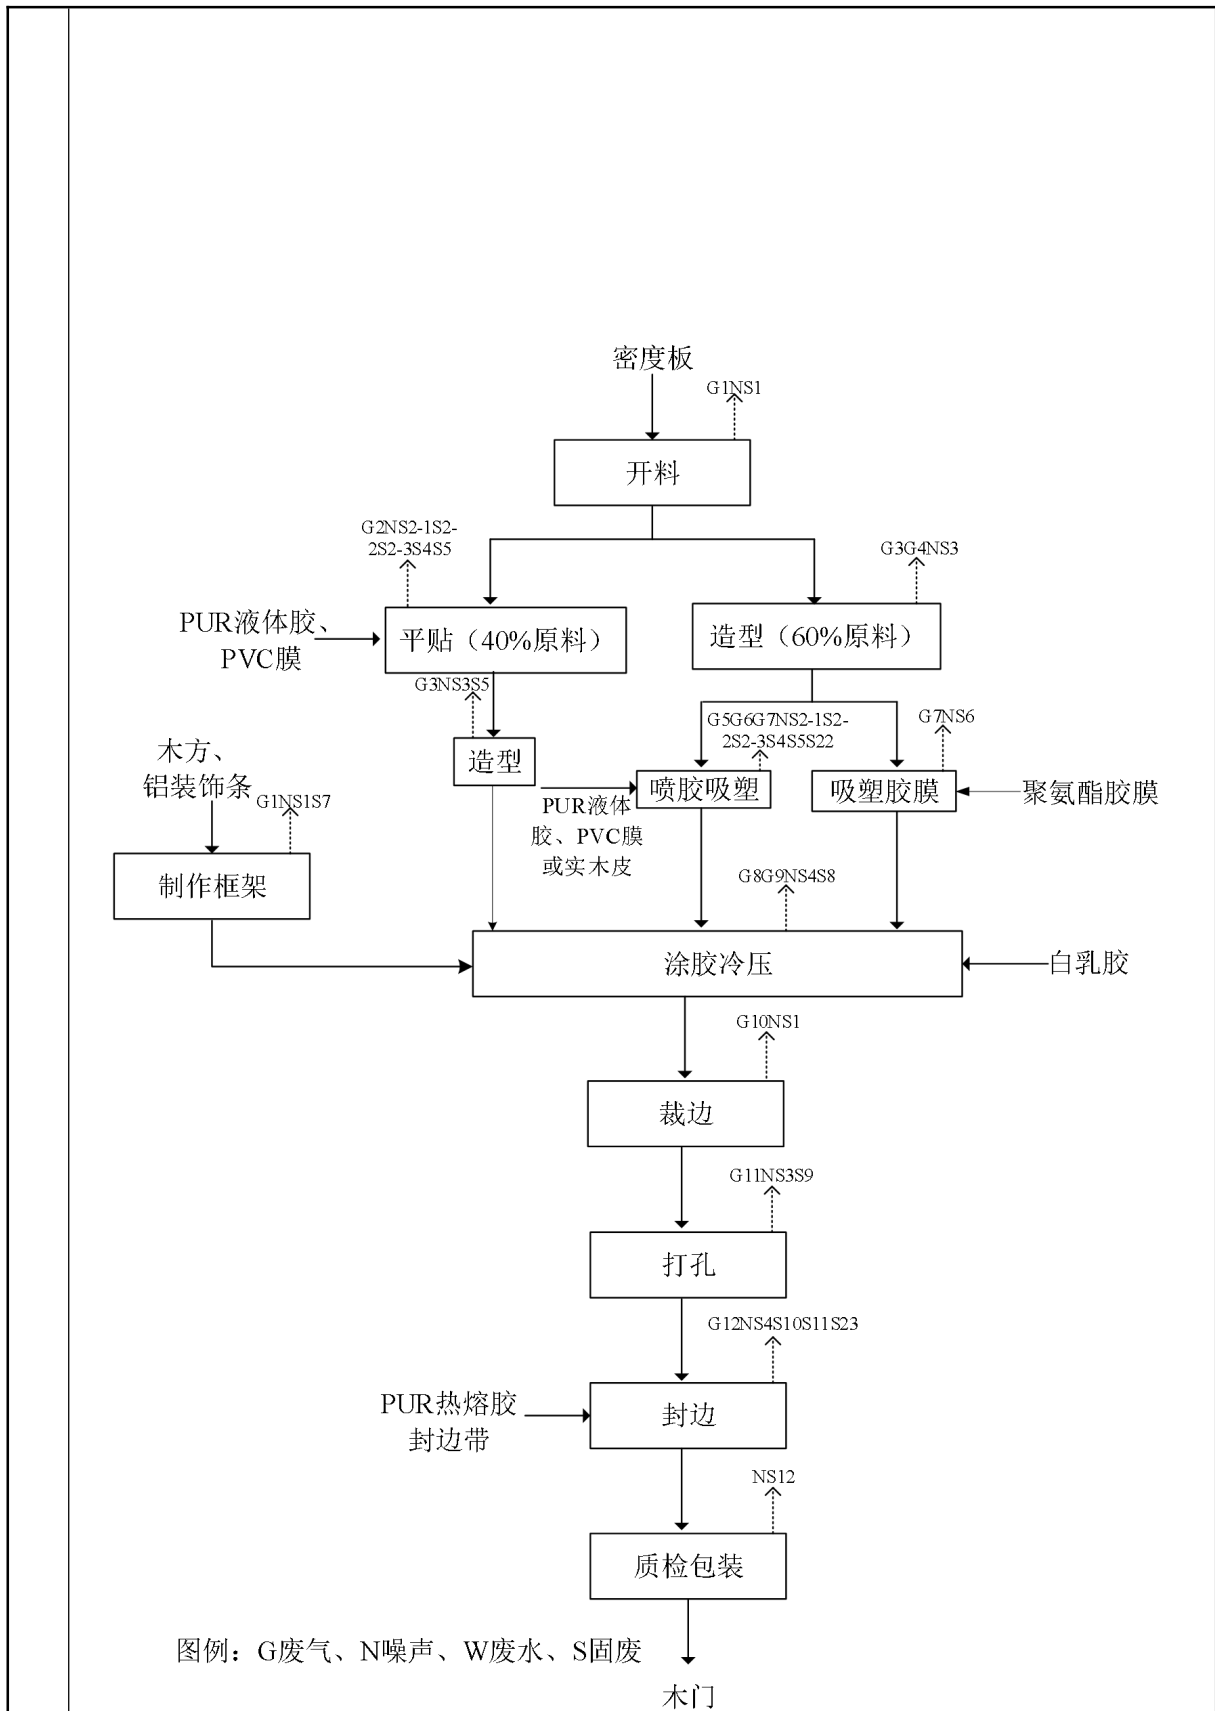 密度板
G1NS1
开料
G2NS2-1S2-
2S2-3S4S5
G3G4NS3
PUR液体胶、
PVC膜
平贴（40%原料）
造型（60%原料）
G3NS3S5
G5G6G7NS2-1S2-
2S2-3S4S5S22
G7NS6
木方、
铝装饰条
造型
喷胶吸塑
吸塑胶膜
聚氨酯胶膜
G1NS1S7
PUR液体
胶、PVC膜
或实木皮
制作框架
G8G9NS4S8
涂胶冷压
白乳胶
G10NS1
裁边
G11NS3S9
打孔
G12NS4S10S11S23
PUR热熔胶
封边带
封边
NS12
质检包装
图例：G废气、N噪声、W废水、S固废
木门